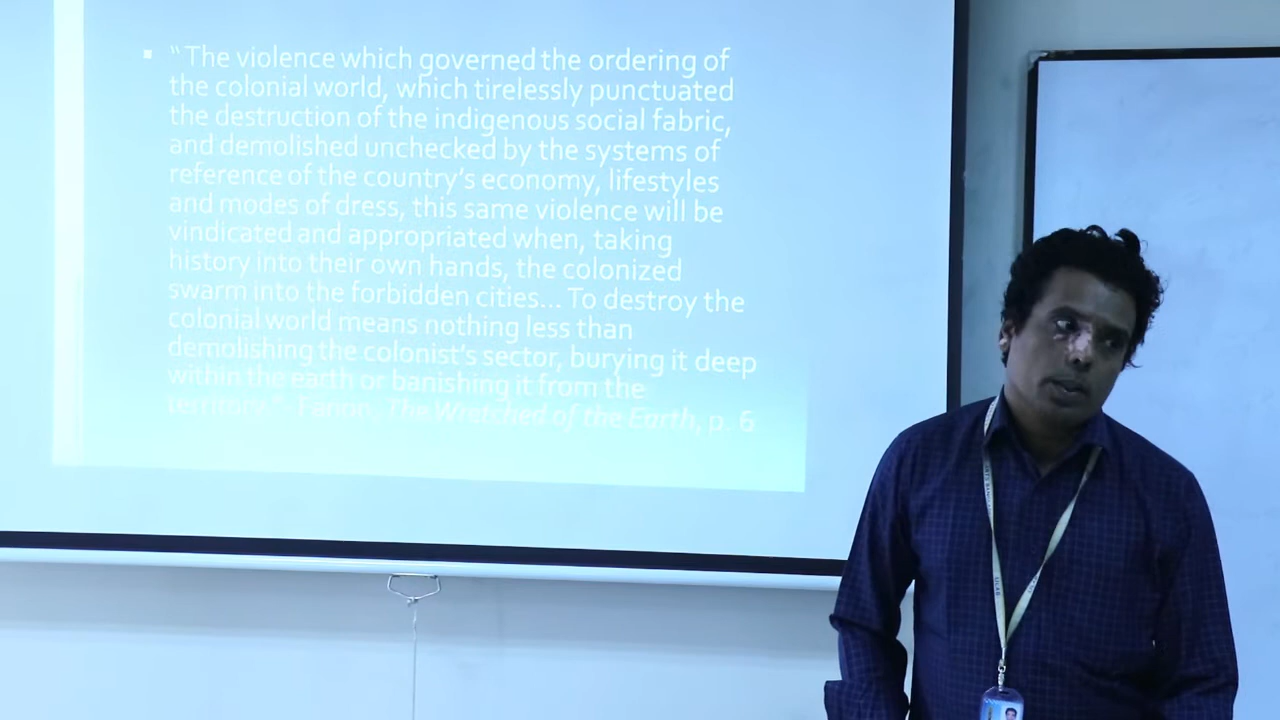 “The violence which governed the ordering of
the colonial world, which tirelessly punctuated
the destruction of the indigenous social fabric,
and demolished unchecked by the systems of
reference of the country's economy, lifestyles
and modes of dress, this same violence will be
vindicated and appropriated when, taking
history into their own hands, the colonized
swarm into the forbidden cities... To destroy the
colonial world means nothing less than
demolishing the colonist's sector, burying it deep
within the earth or banishing it from the
territory.” Fanon, The Wretched of the Earth, p. 6
ULAB